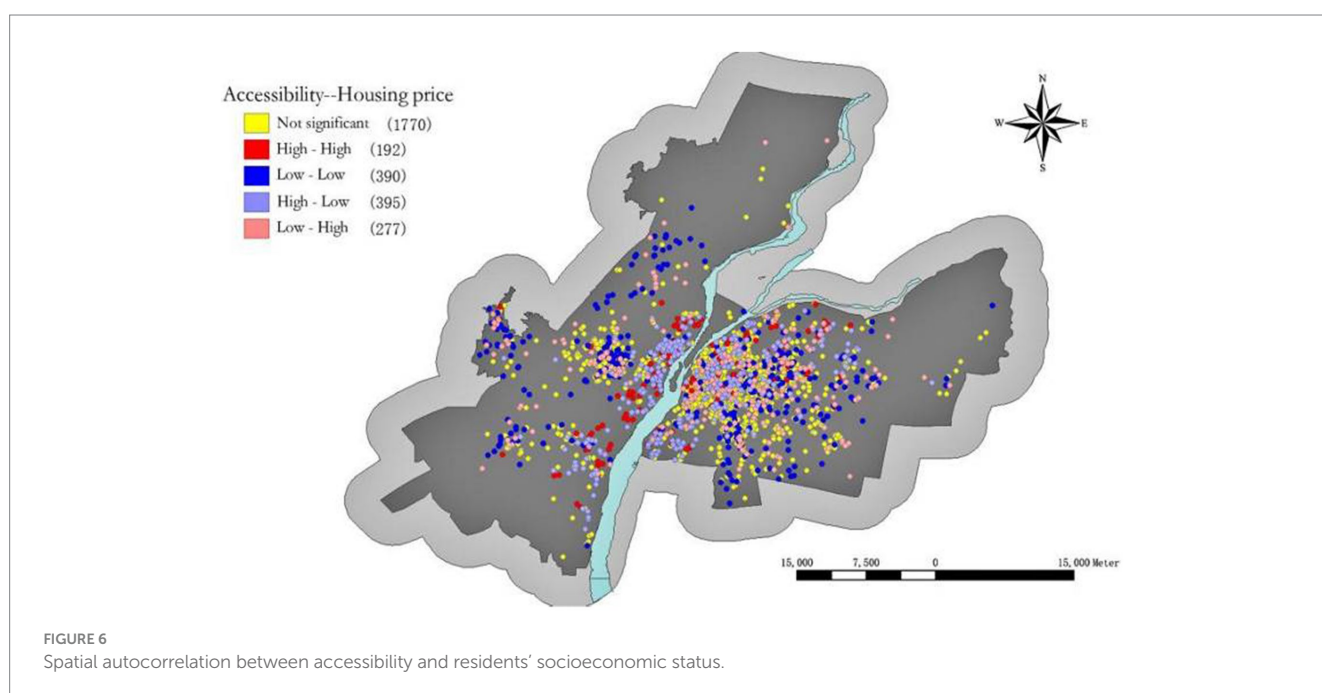 Accessibility--Housing price
Not significant (1770)
High - High (192)
Low - Low (390)
High - Low (395)
Low - High (277)
N
W E
S
15,000 7,500 0 15,000 Meter
FIGURE 6
Spatial autocorrelation between accessibility and residents’ socioeconomic status.